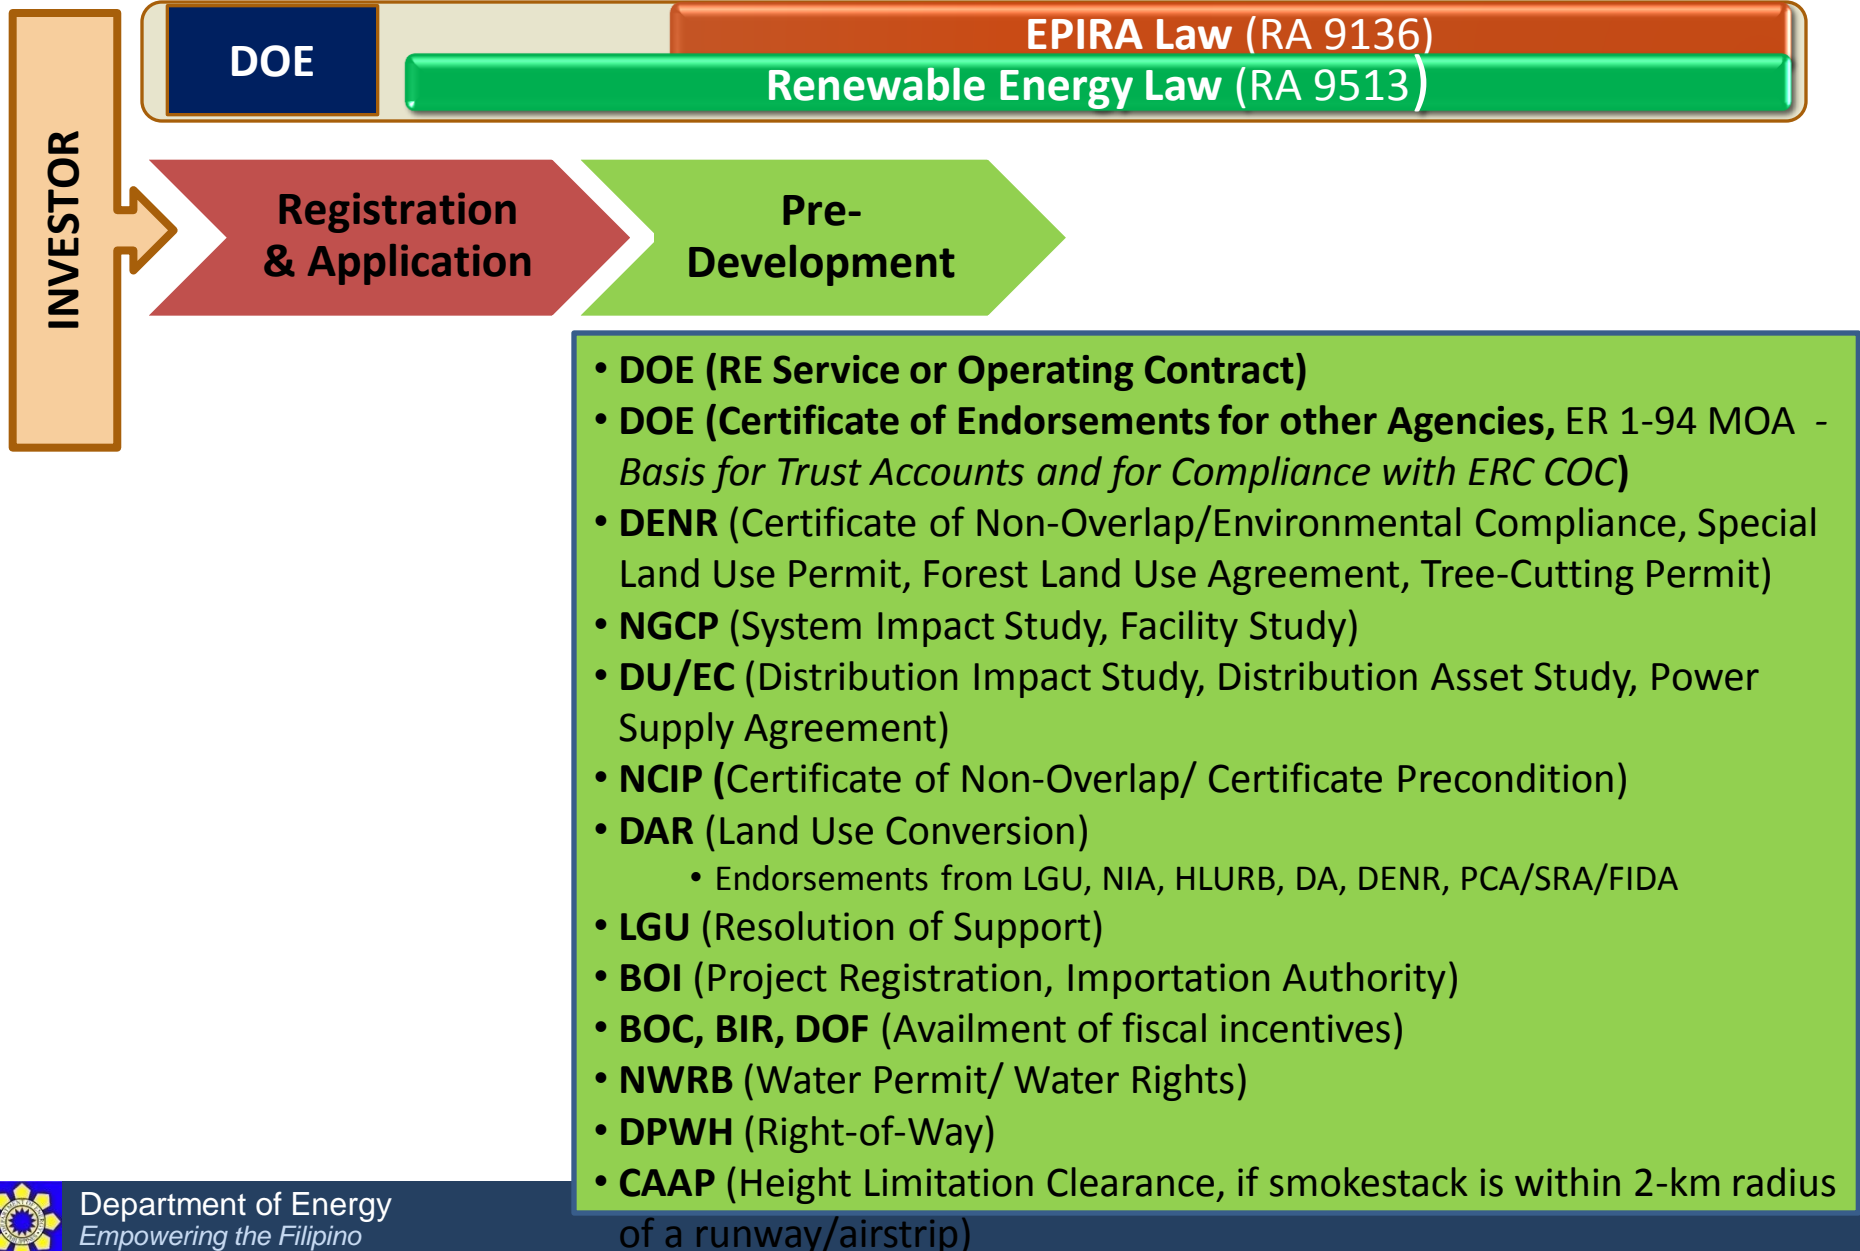 INVESTOR
DOE
EPIRA Law (RA 9136)
Renewable Energy Law (RA 9513)
Registration
& Application
Pre-
Development
• DOE (RE Service or Operating Contract)
• DOE (Certificate of Endorsements for other Agencies, ER 1-94 MOA -
Basis for Trust Accounts and for Compliance with ERC COC)
• DENR (Certificate of Non-Overlap/Environmental Compliance, Special
Land Use Permit, Forest Land Use Agreement, Tree-Cutting Permit)
• NGCP (System Impact Study, Facility Study)
• DU/EC (Distribution Impact Study, Distribution Asset Study, Power
Supply Agreement)
• NCIP (Certificate of Non-Overlap/ Certificate Precondition)
• DAR (Land Use Conversion)
• Endorsements from LGU, NIA, HLURB, DA, DENR, PCA/SRA/FIDA
• LGU (Resolution of Support)
• BOI (Project Registration, Importation Authority)
• BOC, BIR, DOF (Availment of fiscal incentives)
• NWRB (Water Permit/ Water Rights)
• DPWH (Right-of-Way)
• CAAP (Height Limitation Clearance, if smokestack is within 2-km radius
of a runway/airstrip)
Department of Energy
Empowering the Filipino